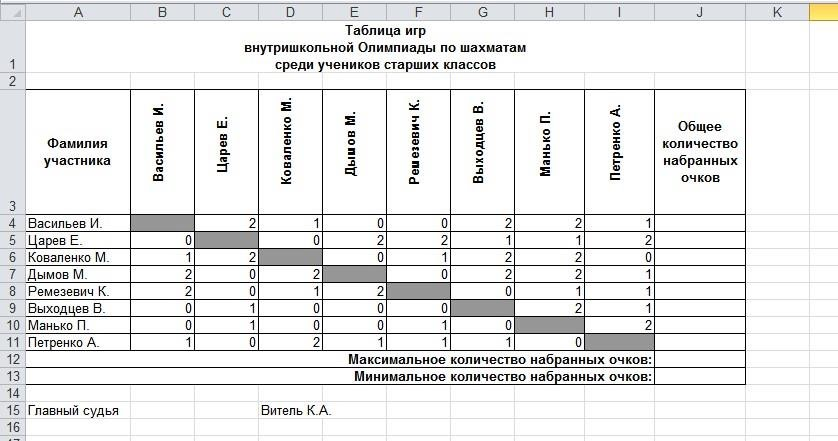 A B C D E F G H I J K
1 Таблица игр
внутришкольной Олимпиады по шахматам
среди учеников старших классов
2
3 Фамилия участника Васильев И. Царев Е. Коваленко М. Дымов М. Ремезевич К. Выходцев В. Манько П. Петренко А. Общее количество набранных очков
4 Васильев И. 2 1 0 0 2 2 1
5 Царев Е. 0 0 2 2 1 1 2
6 Коваленко М. 1 2 0 1 2 2 0
7 Дымов М. 2 0 2 0 2 2 1
8 Ремезевич К. 2 0 1 2 0 1 1
9 Выходцев В. 0 1 0 0 0 2 1
10 Манько П. 0 1 0 0 1 0 2
11 Петренко А. 1 0 2 1 1 1 0
12 Максимальное количество набранных очков:
13 Минимальное количество набранных очков:
14
15 Главный судья Витель К.А.
16